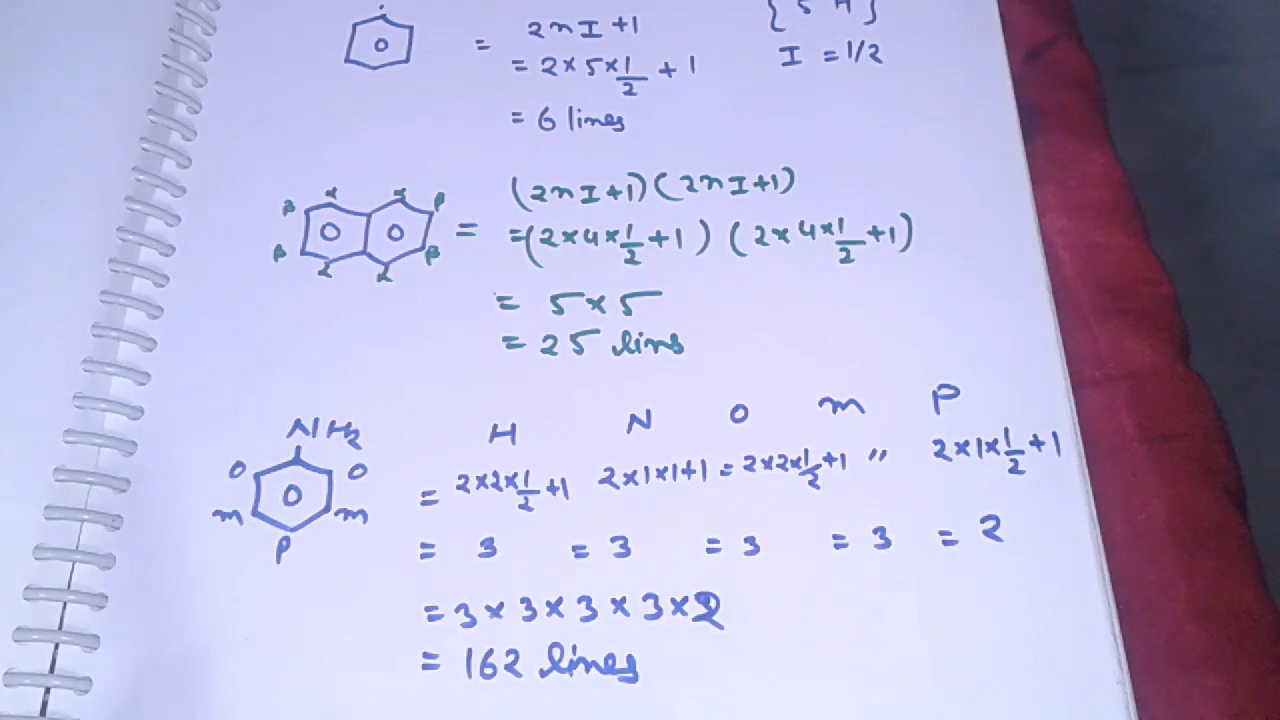 = 2nI+1 { 5 H }
= 2×5×1/2 + 1 I = 1/2
= 6 lines
α α
β β = (2nI+1)(2nI+1)
β β =(2×4×1/2+1) (2×4×1/2+1)
α α
= 5×5
= 25 lins
NH2 H N O m P
O O = 2×2×1/2+1 2×1×1+1 = 2×2×1/2+1 " 2×1×1/2+1
m m
P = 3 = 3 = 3 = 3 = 2
= 3×3×3×3×2
= 162 lines